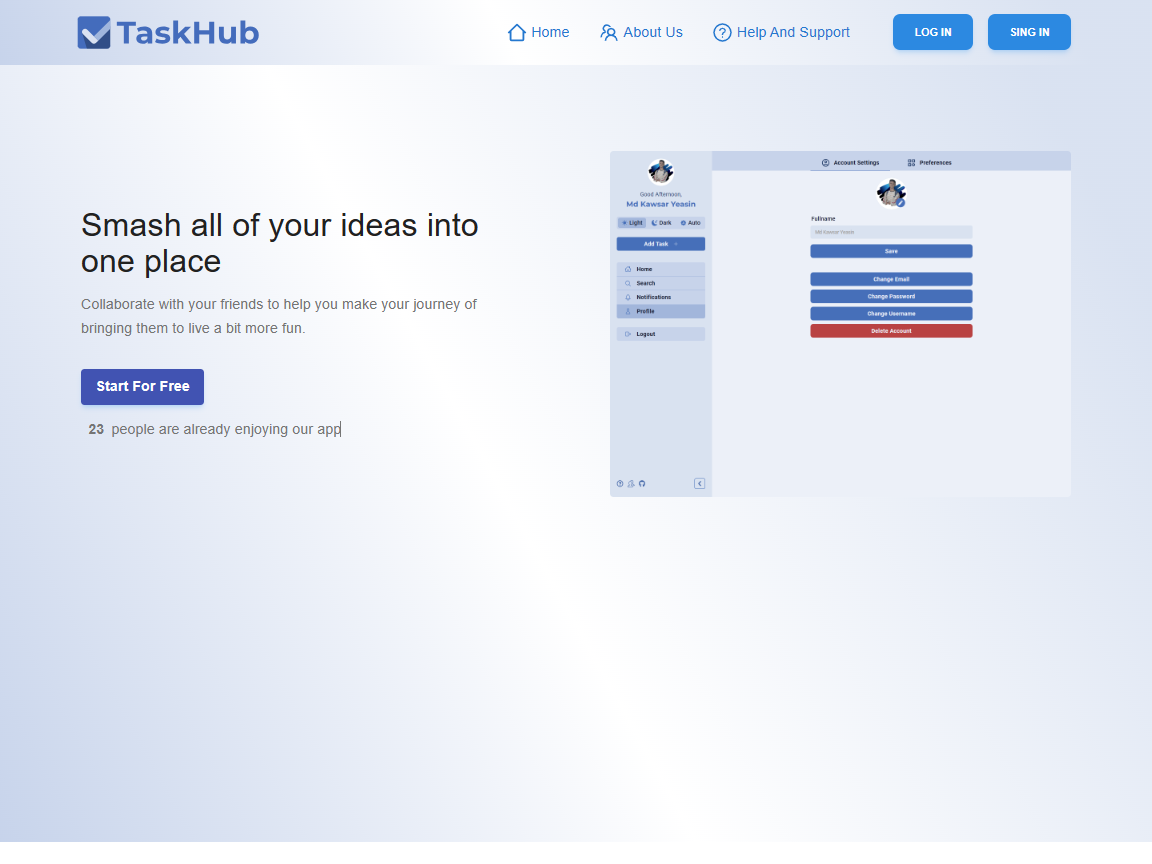 TaskHub
Home
About Us
Help And Support
LOG IN
SING IN
Smash all of your ideas into
one place
Collaborate with your friends to help you make your journey of
bringing them to live a bit more fun.
Start For Free
23 people are already enjoying our app
Good Afternoon,
Md Kawsar Yeasin
Light
Dark
Auto
Add Task
Home
Search
Notifications
Profile
Logout
Account Settings
Preferences
Fullname
Md Kawsar Yeasin
Save
Change Email
Change Password
Change Username
Delete Account